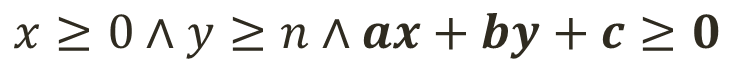 x ≥ 0 ∧ y ≥ n ∧ ax + by + c ≥ 0